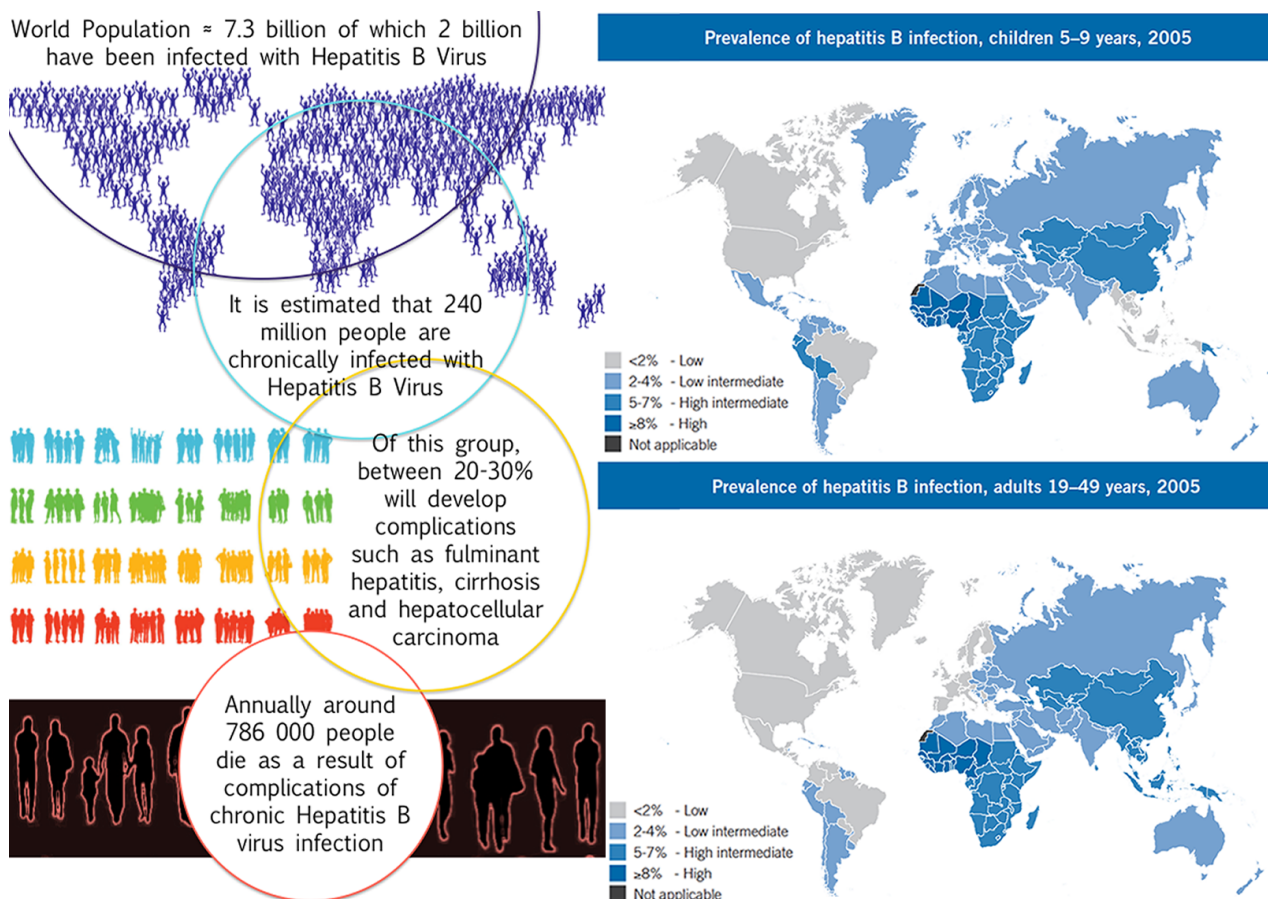 World Population ≈ 7.3 billion of which 2 billion
have been infected with Hepatitis B Virus
It is estimated that 240
million people are
chronically infected with
Hepatitis B Virus
Of this group,
between 20-30%
will develop
complications
such as fulminant
hepatitis, cirrhosis
and hepatocellular
carcinoma
Annually around
786 000 people
die as a result of
complications of
chronic Hepatitis B
virus infection
Prevalence of hepatitis B infection, children 5–9 years, 2005
<2% - Low
2-4% - Low intermediate
5-7% - High intermediate
≥8% - High
Not applicable
Prevalence of hepatitis B infection, adults 19–49 years, 2005
<2% - Low
2-4% - Low intermediate
5-7% - High intermediate
≥8% - High
Not applicable